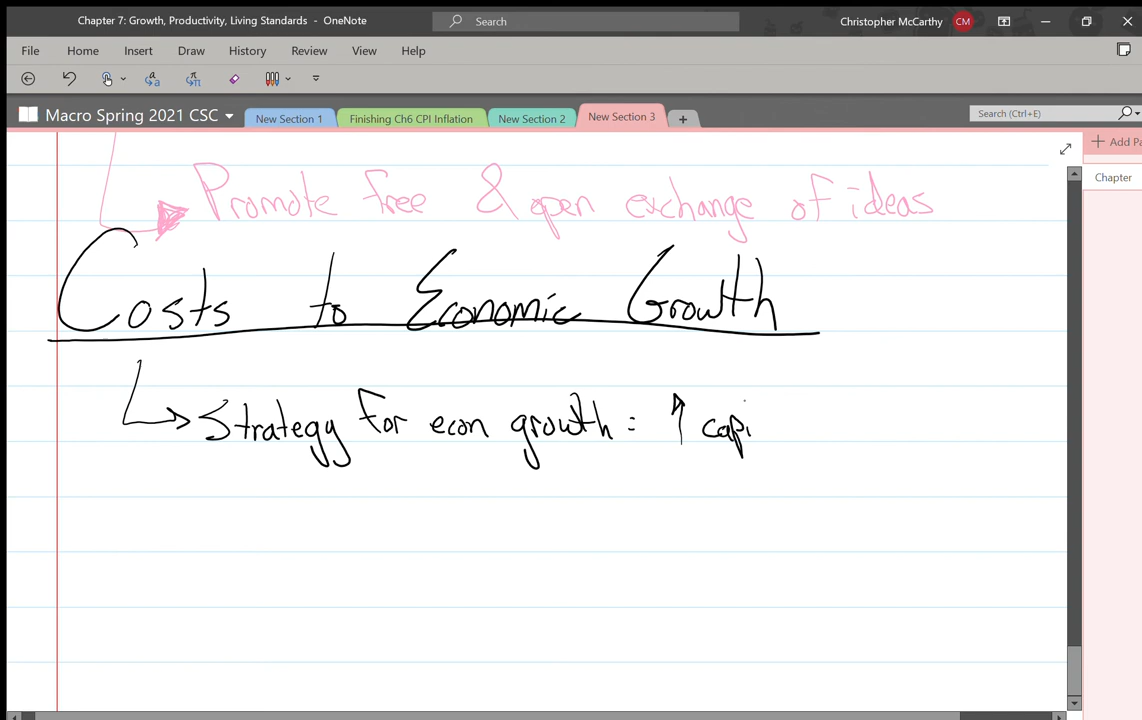 Chapter 7: Growth, Productivity, Living Standards - OneNote
Search
Christopher McCarthy CM
File Home Insert Draw History Review View Help
Macro Spring 2021 CSC
New Section 1
Finishing Ch6 CPI Inflation
New Section 2
New Section 3
Search (Ctrl+E)
Add Pa
Chapter
Promote free & open exchange of ideas
Costs to Economic Growth
Strategy for econ growth = ↑ capi